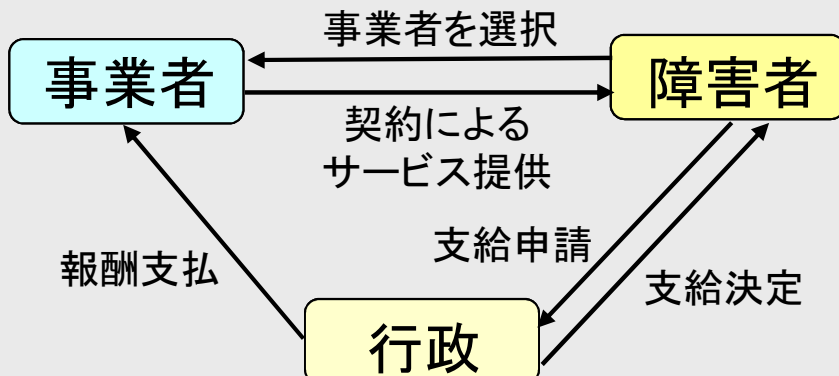 事業者を選択
事業者
障害者
契約による
サービス提供
支給申請
報酬支払
支給決定
行政